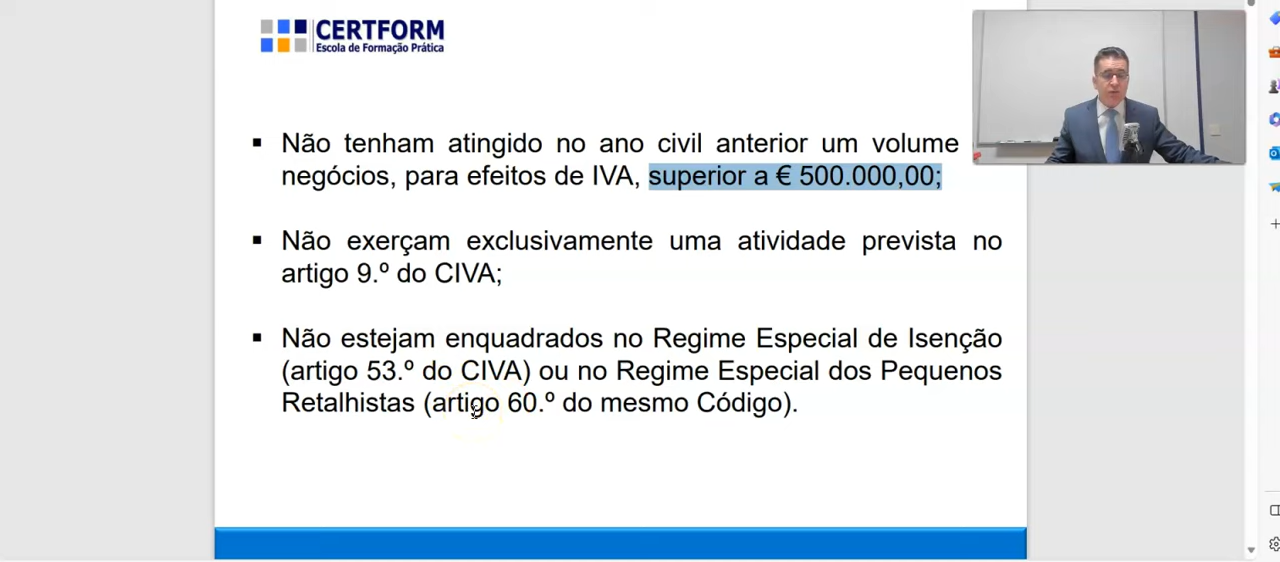 CERTFORM
Escola de Formação Prática
▪ Não tenham atingido no ano civil anterior um volume
negócios, para efeitos de IVA, superior a € 500.000,00;
▪ Não exerçam exclusivamente uma atividade prevista no
artigo 9.º do CIVA;
▪ Não estejam enquadrados no Regime Especial de Isenção
(artigo 53.º do CIVA) ou no Regime Especial dos Pequenos
Retalhistas (artigo 60.º do mesmo Código).